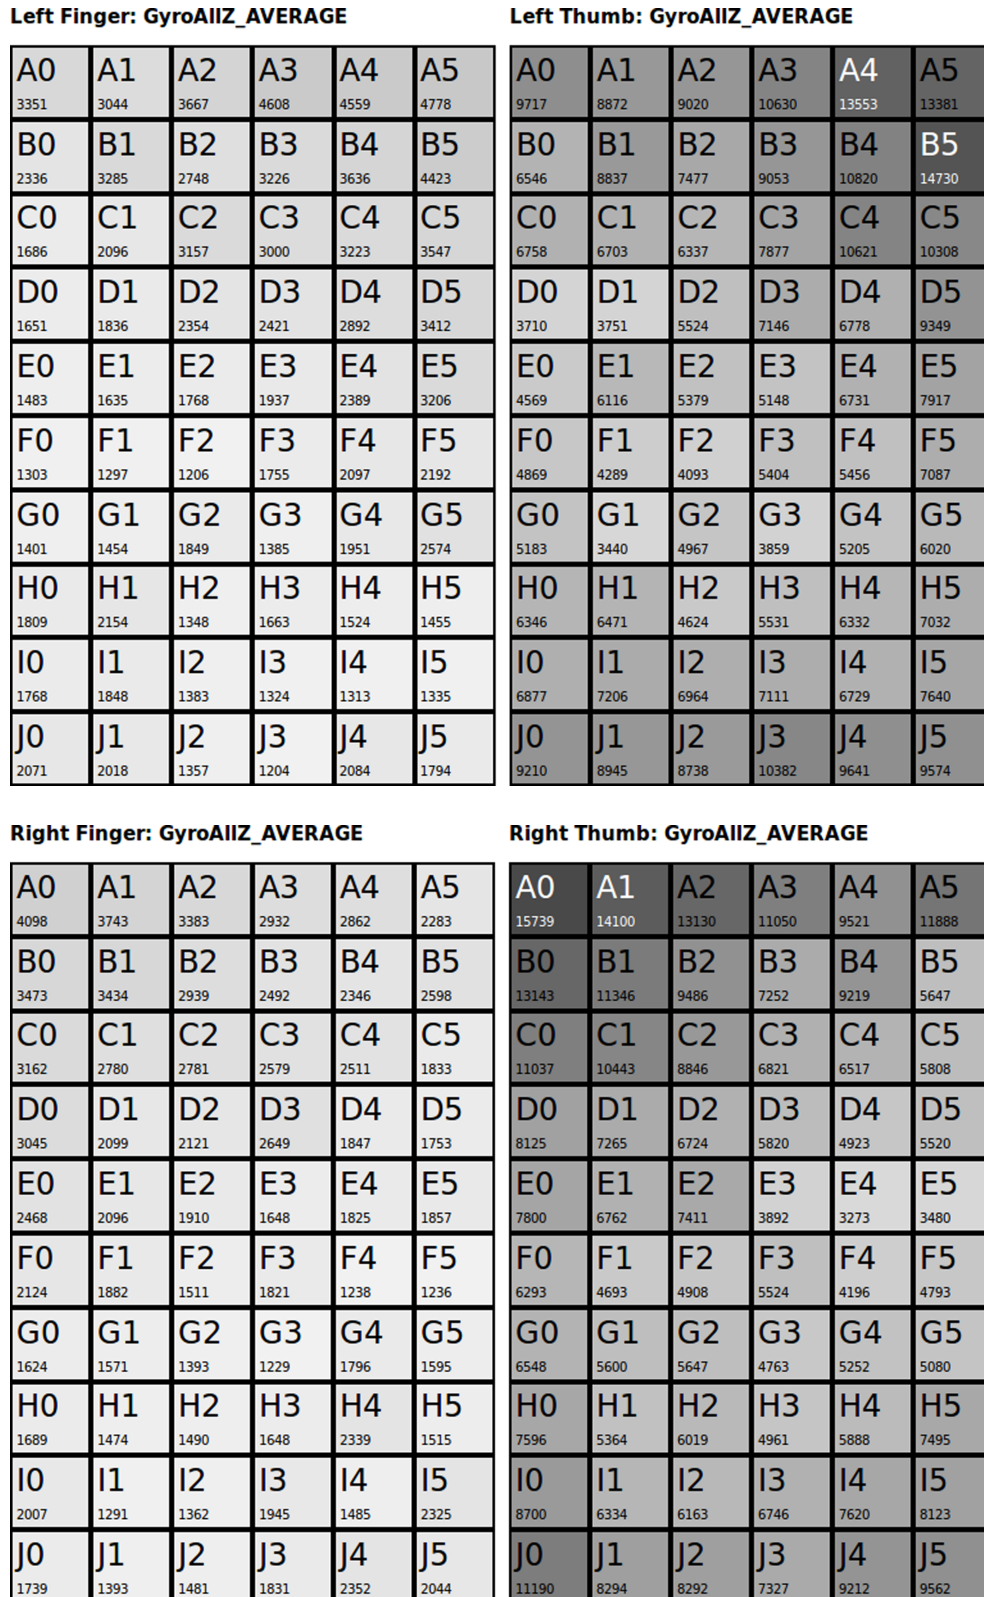 Left Finger: GyroAllZ_AVERAGE
A0 A1 A2 A3 A4 A5
3351 3044 3667 4608 4559 4778
B0 B1 B2 B3 B4 B5
2336 3285 2748 3226 3636 4423
C0 C1 C2 C3 C4 C5
1686 2096 3157 3000 3223 3547
D0 D1 D2 D3 D4 D5
1651 1836 2354 2421 2892 3412
E0 E1 E2 E3 E4 E5
1483 1635 1768 1937 2389 3206
F0 F1 F2 F3 F4 F5
1303 1297 1206 1755 2097 2192
G0 G1 G2 G3 G4 G5
1401 1454 1849 1385 1951 2574
H0 H1 H2 H3 H4 H5
1809 2154 1348 1663 1524 1455
I0 I1 I2 I3 I4 I5
1768 1848 1383 1324 1313 1335
J0 J1 J2 J3 J4 J5
2071 2018 1357 1204 2084 1794
Left Thumb: GyroAllZ_AVERAGE
A0 A1 A2 A3 A4 A5
9717 8872 9020 10630 13553 13381
B0 B1 B2 B3 B4 B5
6546 8837 7477 9053 10820 14730
C0 C1 C2 C3 C4 C5
6758 6703 6337 7877 10621 10308
D0 D1 D2 D3 D4 D5
3710 3751 5524 7146 6778 9349
E0 E1 E2 E3 E4 E5
4569 6116 5379 5148 6731 7917
F0 F1 F2 F3 F4 F5
4869 4289 4093 5404 5456 7087
G0 G1 G2 G3 G4 G5
5183 3440 4967 3859 5205 6020
H0 H1 H2 H3 H4 H5
6346 6471 4624 5531 6332 7032
I0 I1 I2 I3 I4 I5
6877 7206 6964 7111 6729 7640
J0 J1 J2 J3 J4 J5
9210 8945 8738 10382 9641 9574
Right Finger: GyroAllZ_AVERAGE
A0 A1 A2 A3 A4 A5
4098 3743 3383 2932 2862 2283
B0 B1 B2 B3 B4 B5
3473 3434 2939 2492 2346 2598
C0 C1 C2 C3 C4 C5
3162 2780 2781 2579 2511 1833
D0 D1 D2 D3 D4 D5
3045 2099 2121 2649 1847 1753
E0 E1 E2 E3 E4 E5
2468 2096 1910 1648 1825 1857
F0 F1 F2 F3 F4 F5
2124 1882 1511 1821 1238 1236
G0 G1 G2 G3 G4 G5
1624 1571 1393 1229 1796 1595
H0 H1 H2 H3 H4 H5
1689 1474 1490 1648 2339 1515
I0 I1 I2 I3 I4 I5
2007 1291 1362 1945 1485 2325
J0 J1 J2 J3 J4 J5
1739 1393 1481 1831 2352 2044
Right Thumb: GyroAllZ_AVERAGE
A0 A1 A2 A3 A4 A5
15739 14100 13130 11050 9521 11888
B0 B1 B2 B3 B4 B5
13143 11346 9486 7252 9219 5647
C0 C1 C2 C3 C4 C5
11037 10443 8846 6821 6517 5808
D0 D1 D2 D3 D4 D5
8125 7265 6724 5820 4923 5520
E0 E1 E2 E3 E4 E5
7800 6762 7411 3892 3273 3480
F0 F1 F2 F3 F4 F5
6293 4693 4908 5524 4196 4793
G0 G1 G2 G3 G4 G5
6548 5600 5647 4763 5252 5080
H0 H1 H2 H3 H4 H5
7596 5364 6019 4961 5888 7495
I0 I1 I2 I3 I4 I5
8700 6334 6163 6746 7620 8123
J0 J1 J2 J3 J4 J5
11190 8294 8292 7327 9212 9562